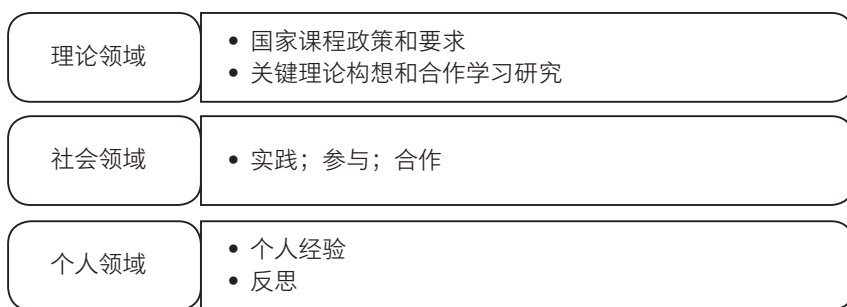 理论领域
• 国家课程政策和要求
• 关键理论构想和合作学习研究
社会领域
• 实践；参与；合作
个人领域
• 个人经验
• 反思